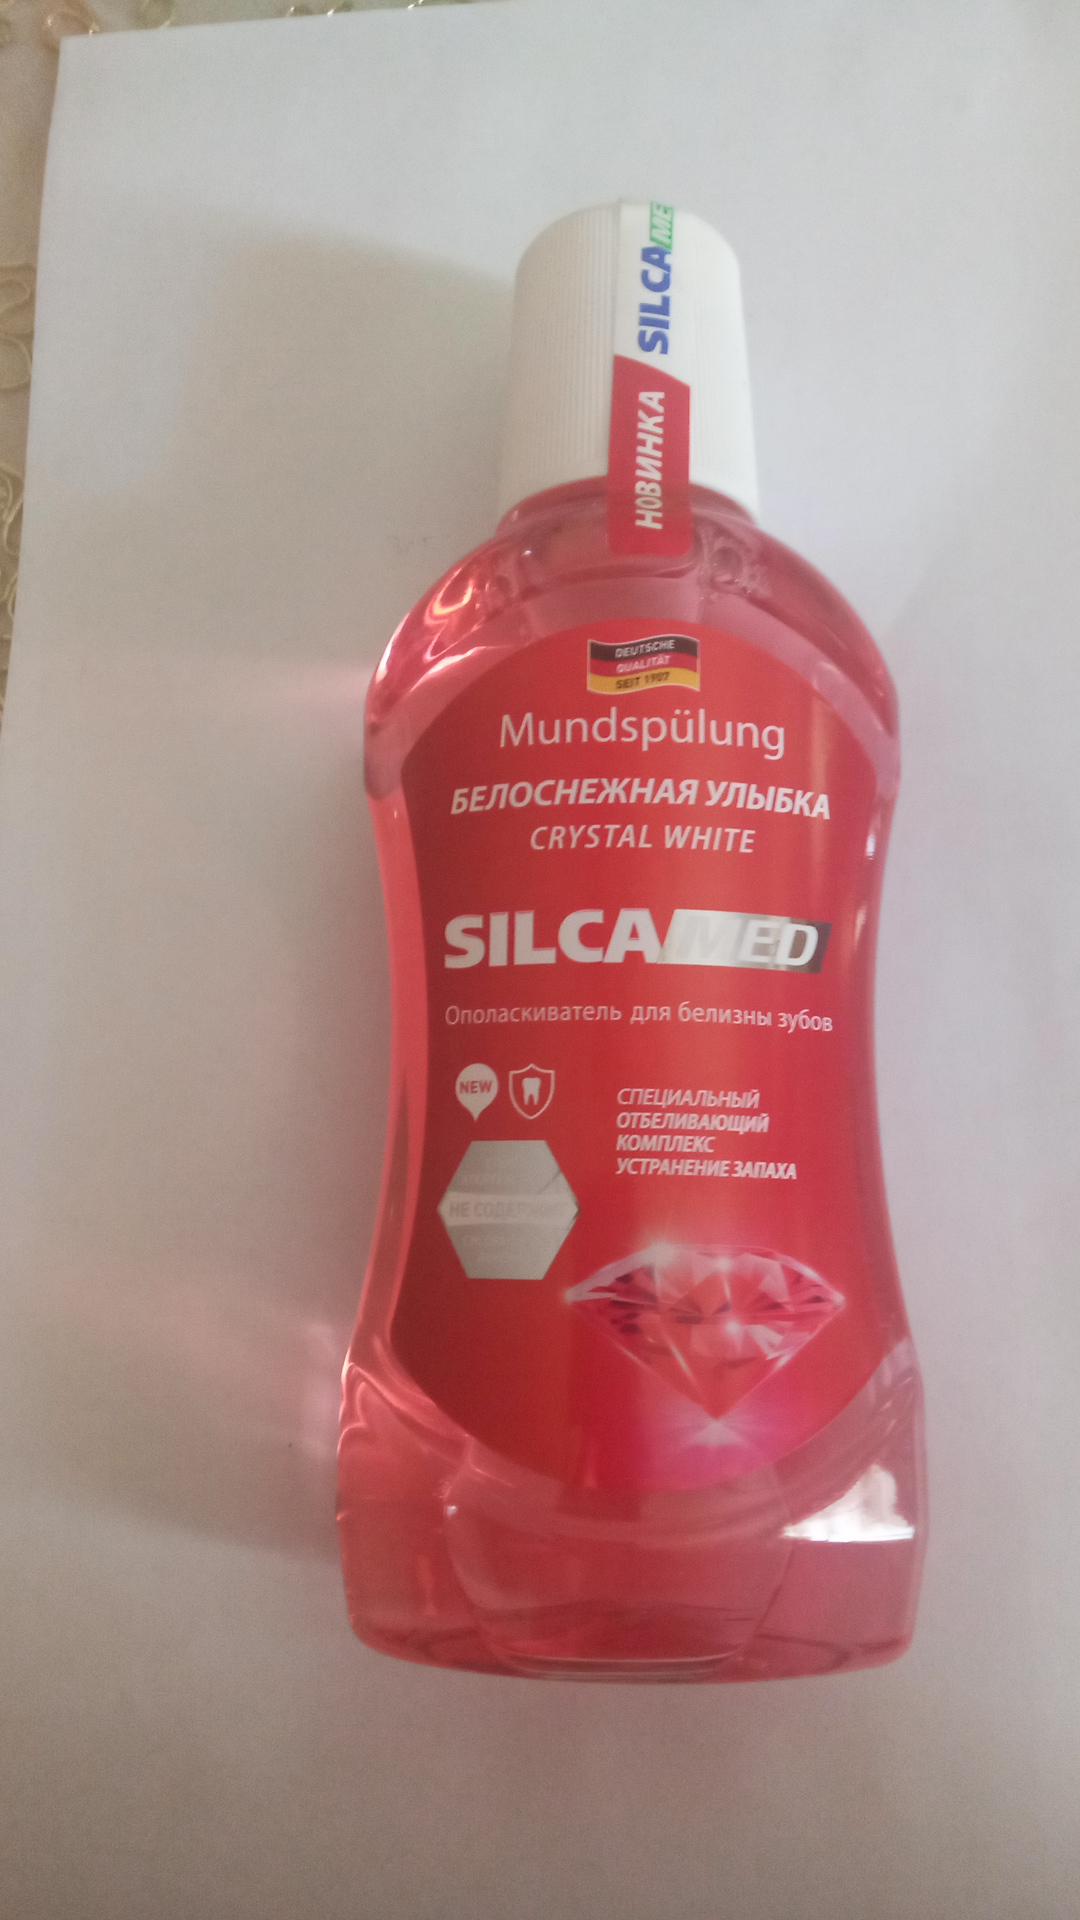 SILCAME
НОВИНКА
DEUTSCHE
QUALITÄT
SEIT 1907
Mundspülung
БЕЛОСНЕЖНАЯ УЛЫБКА
CRYSTAL WHITE
SILCAMED
Ополаскиватель для белизны зубов
NEW
СПЕЦИАЛЬНЫЙ
ОТБЕЛИВАЮЩИЙ
КОМПЛЕКС
УСТРАНЕНИЕ ЗАПАХА
НЕ СОДЕРЖИТ